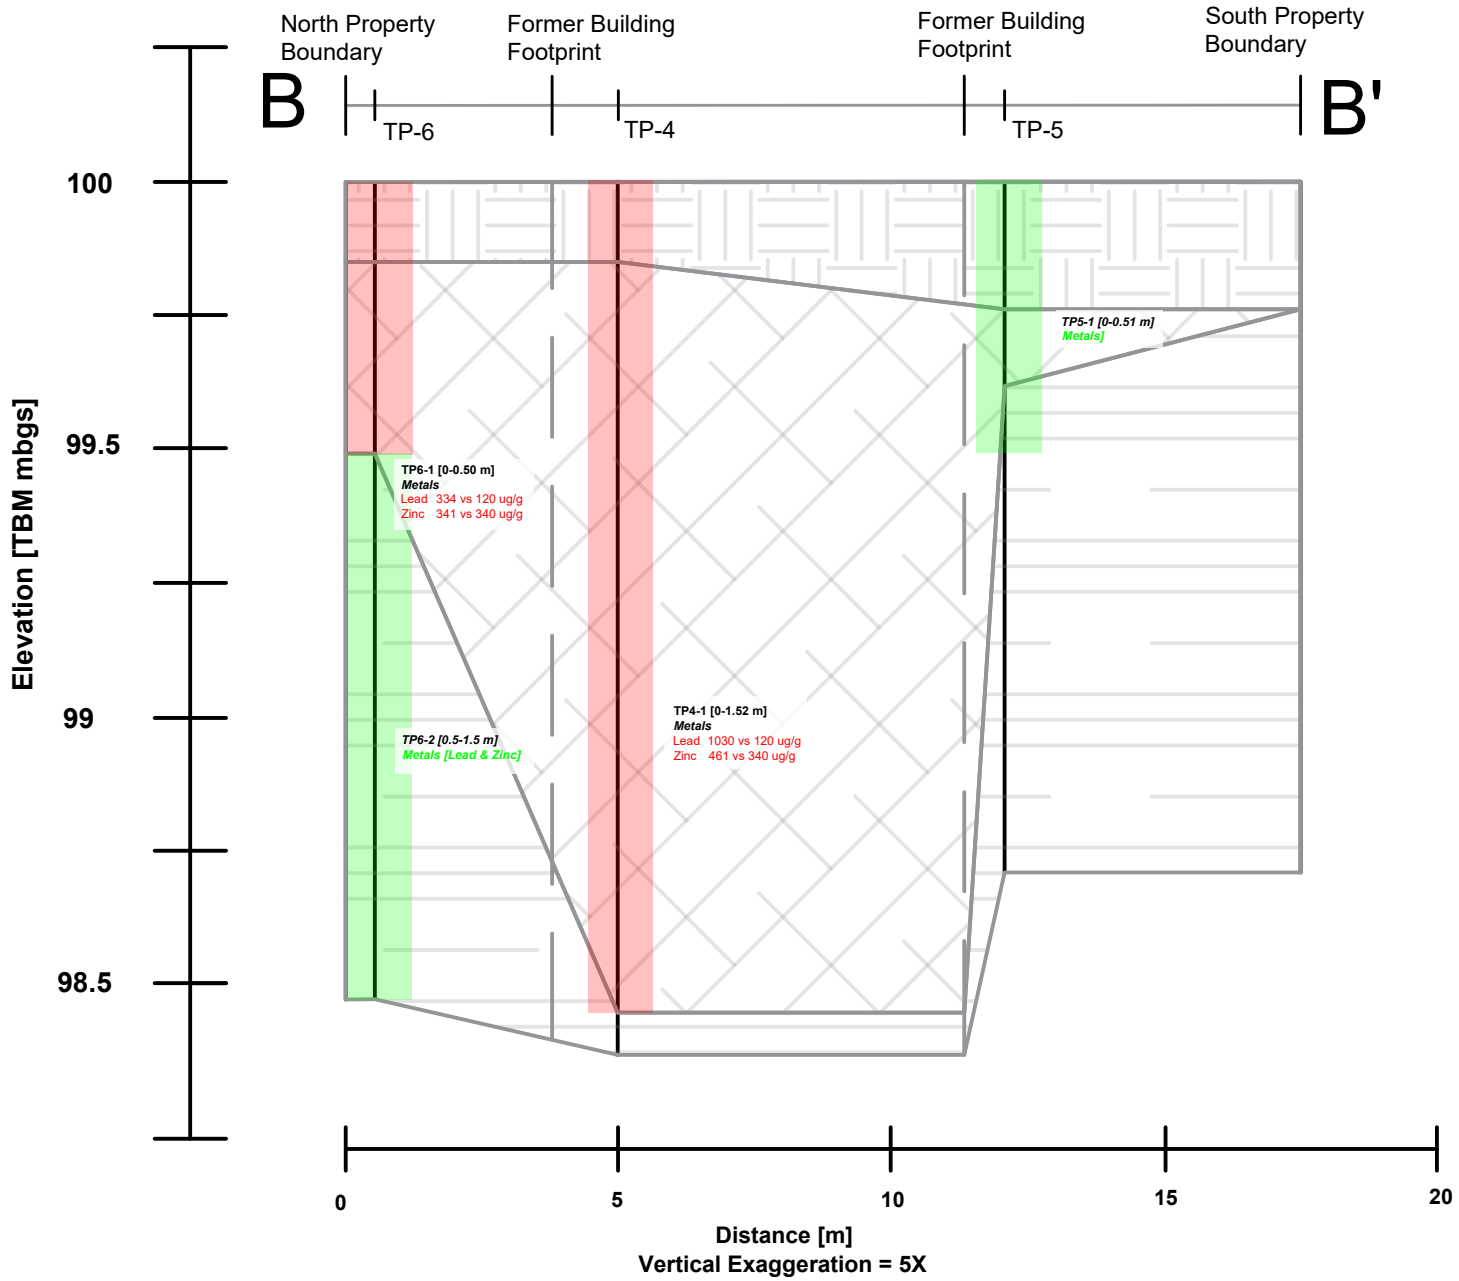 North Property
Boundary
Former Building
Footprint
Former Building
Footprint
South Property
Boundary
B
B'
TP-6
TP-4
TP-5
100
99.5
99
98.5
Elevation [TBM mbgs]
TP5-1 [0-0.51 m]
Metals]
TP6-1 [0-0.50 m]
Metals
Lead 334 vs 120 ug/g
Zinc 341 vs 340 ug/g
TP4-1 [0-1.52 m]
Metals
Lead 1030 vs 120 ug/g
Zinc 461 vs 340 ug/g
TP6-2 [0.5-1.5 m]
Metals [Lead & Zinc]
0
5
10
15
20
Distance [m]
Vertical Exaggeration = 5X